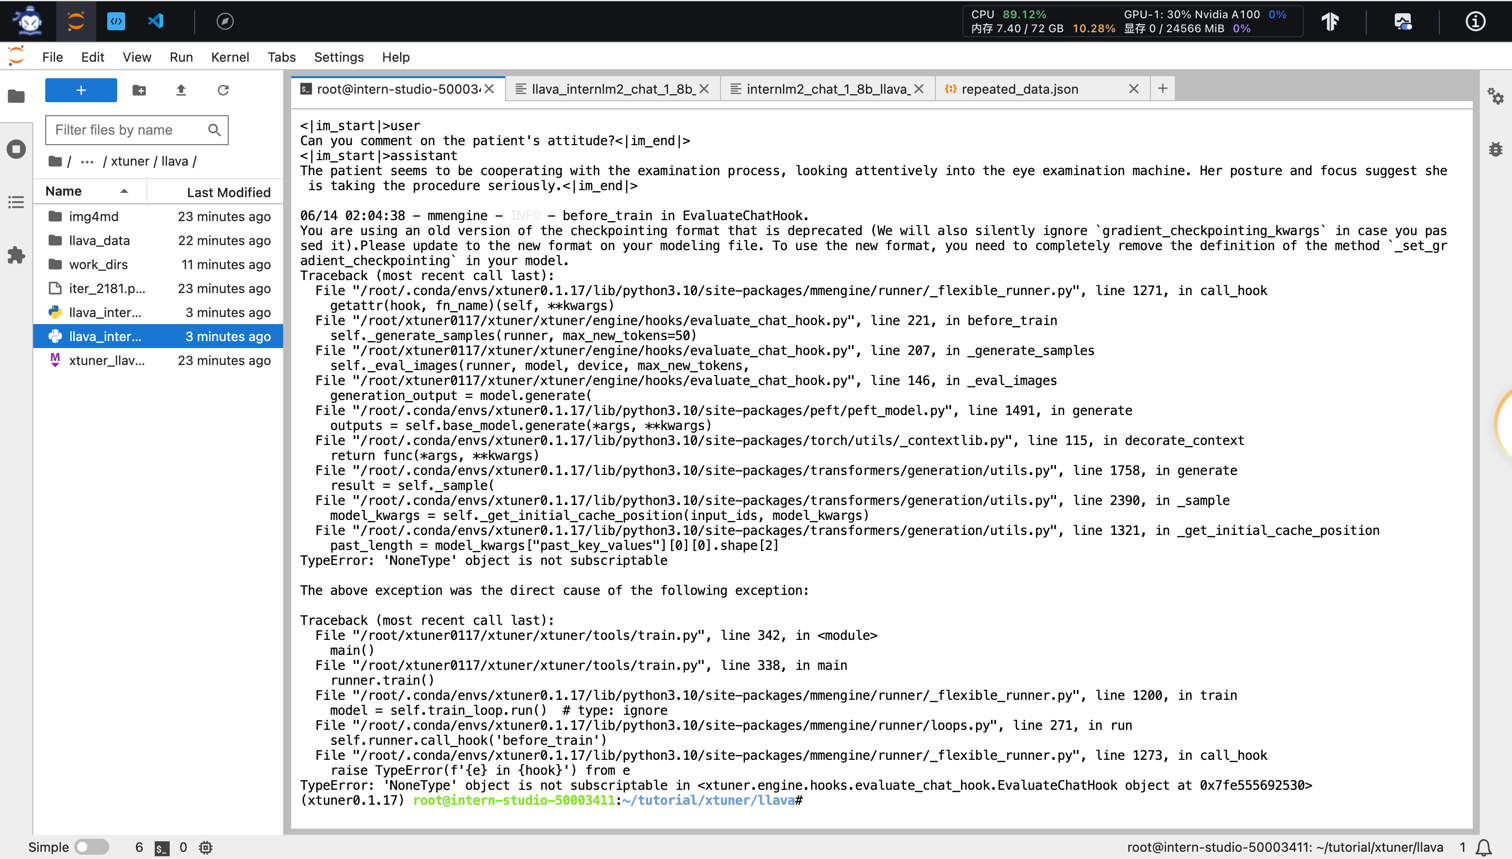 CPU 89.12% GPU-1: 30% Nvidia A100 0%
内存 7.40 / 72 GB 10.28% 显存 0 / 24566 MiB 0%
File Edit View Run Kernel Tabs Settings Help
+
root@intern-studio-50003
llava_internlm2_chat_1_8b_
internlm2_chat_1_8b_llava_
repeated_data.json
Filter files by name
/ ··· / xtuner / llava /
Name Last Modified
img4md 23 minutes ago
llava_data 22 minutes ago
work_dirs 11 minutes ago
iter_2181.p... 23 minutes ago
llava_inter... 3 minutes ago
llava_inter... 3 minutes ago
xtuner_llav... 23 minutes ago
<|im_start|>user
Can you comment on the patient's attitude?<|im_end|>
<|im_start|>assistant
The patient seems to be cooperating with the examination process, looking attentively into the eye examination machine. Her posture and focus suggest she
 is taking the procedure seriously.<|im_end|>
06/14 02:04:38 - mmengine - INFO - before_train in EvaluateChatHook.
You are using an old version of the checkpointing format that is deprecated (We will also silently ignore `gradient_checkpointing_kwargs` in case you pas
sed it).Please update to the new format on your modeling file. To use the new format, you need to completely remove the definition of the method `_set_gr
adient_checkpointing` in your model.
Traceback (most recent call last):
  File "/root/.conda/envs/xtuner0.1.17/lib/python3.10/site-packages/mmengine/runner/_flexible_runner.py", line 1271, in call_hook
    getattr(hook, fn_name)(self, **kwargs)
  File "/root/xtuner0117/xtuner/xtuner/engine/hooks/evaluate_chat_hook.py", line 221, in before_train
    self._generate_samples(runner, max_new_tokens=50)
  File "/root/xtuner0117/xtuner/xtuner/engine/hooks/evaluate_chat_hook.py", line 207, in _generate_samples
    self._eval_images(runner, model, device, max_new_tokens,
  File "/root/xtuner0117/xtuner/xtuner/engine/hooks/evaluate_chat_hook.py", line 146, in _eval_images
    generation_output = model.generate(
  File "/root/.conda/envs/xtuner0.1.17/lib/python3.10/site-packages/peft/peft_model.py", line 1491, in generate
    outputs = self.base_model.generate(*args, **kwargs)
  File "/root/.conda/envs/xtuner0.1.17/lib/python3.10/site-packages/torch/utils/_contextlib.py", line 115, in decorate_context
    return func(*args, **kwargs)
  File "/root/.conda/envs/xtuner0.1.17/lib/python3.10/site-packages/transformers/generation/utils.py", line 1758, in generate
    result = self._sample(
  File "/root/.conda/envs/xtuner0.1.17/lib/python3.10/site-packages/transformers/generation/utils.py", line 2390, in _sample
    model_kwargs = self._get_initial_cache_position(input_ids, model_kwargs)
  File "/root/.conda/envs/xtuner0.1.17/lib/python3.10/site-packages/transformers/generation/utils.py", line 1321, in _get_initial_cache_position
    past_length = model_kwargs["past_key_values"][0][0].shape[2]
TypeError: 'NoneType' object is not subscriptable
The above exception was the direct cause of the following exception:
Traceback (most recent call last):
  File "/root/xtuner0117/xtuner/xtuner/tools/train.py", line 342, in <module>
    main()
  File "/root/xtuner0117/xtuner/xtuner/tools/train.py", line 338, in main
    runner.train()
  File "/root/.conda/envs/xtuner0.1.17/lib/python3.10/site-packages/mmengine/runner/_flexible_runner.py", line 1200, in train
    model = self.train_loop.run()  # type: ignore
  File "/root/.conda/envs/xtuner0.1.17/lib/python3.10/site-packages/mmengine/runner/loops.py", line 271, in run
    self.runner.call_hook('before_train')
  File "/root/.conda/envs/xtuner0.1.17/lib/python3.10/site-packages/mmengine/runner/_flexible_runner.py", line 1273, in call_hook
    raise TypeError(f'{e} in {hook}') from e
TypeError: 'NoneType' object is not subscriptable in <xtuner.engine.hooks.evaluate_chat_hook.EvaluateChatHook object at 0x7fe555692530>
(xtuner0.1.17) root@intern-studio-50003411:~/tutorial/xtuner/llava#
Simple 6 0 root@intern-studio-50003411: ~/tutorial/xtuner/llava 1